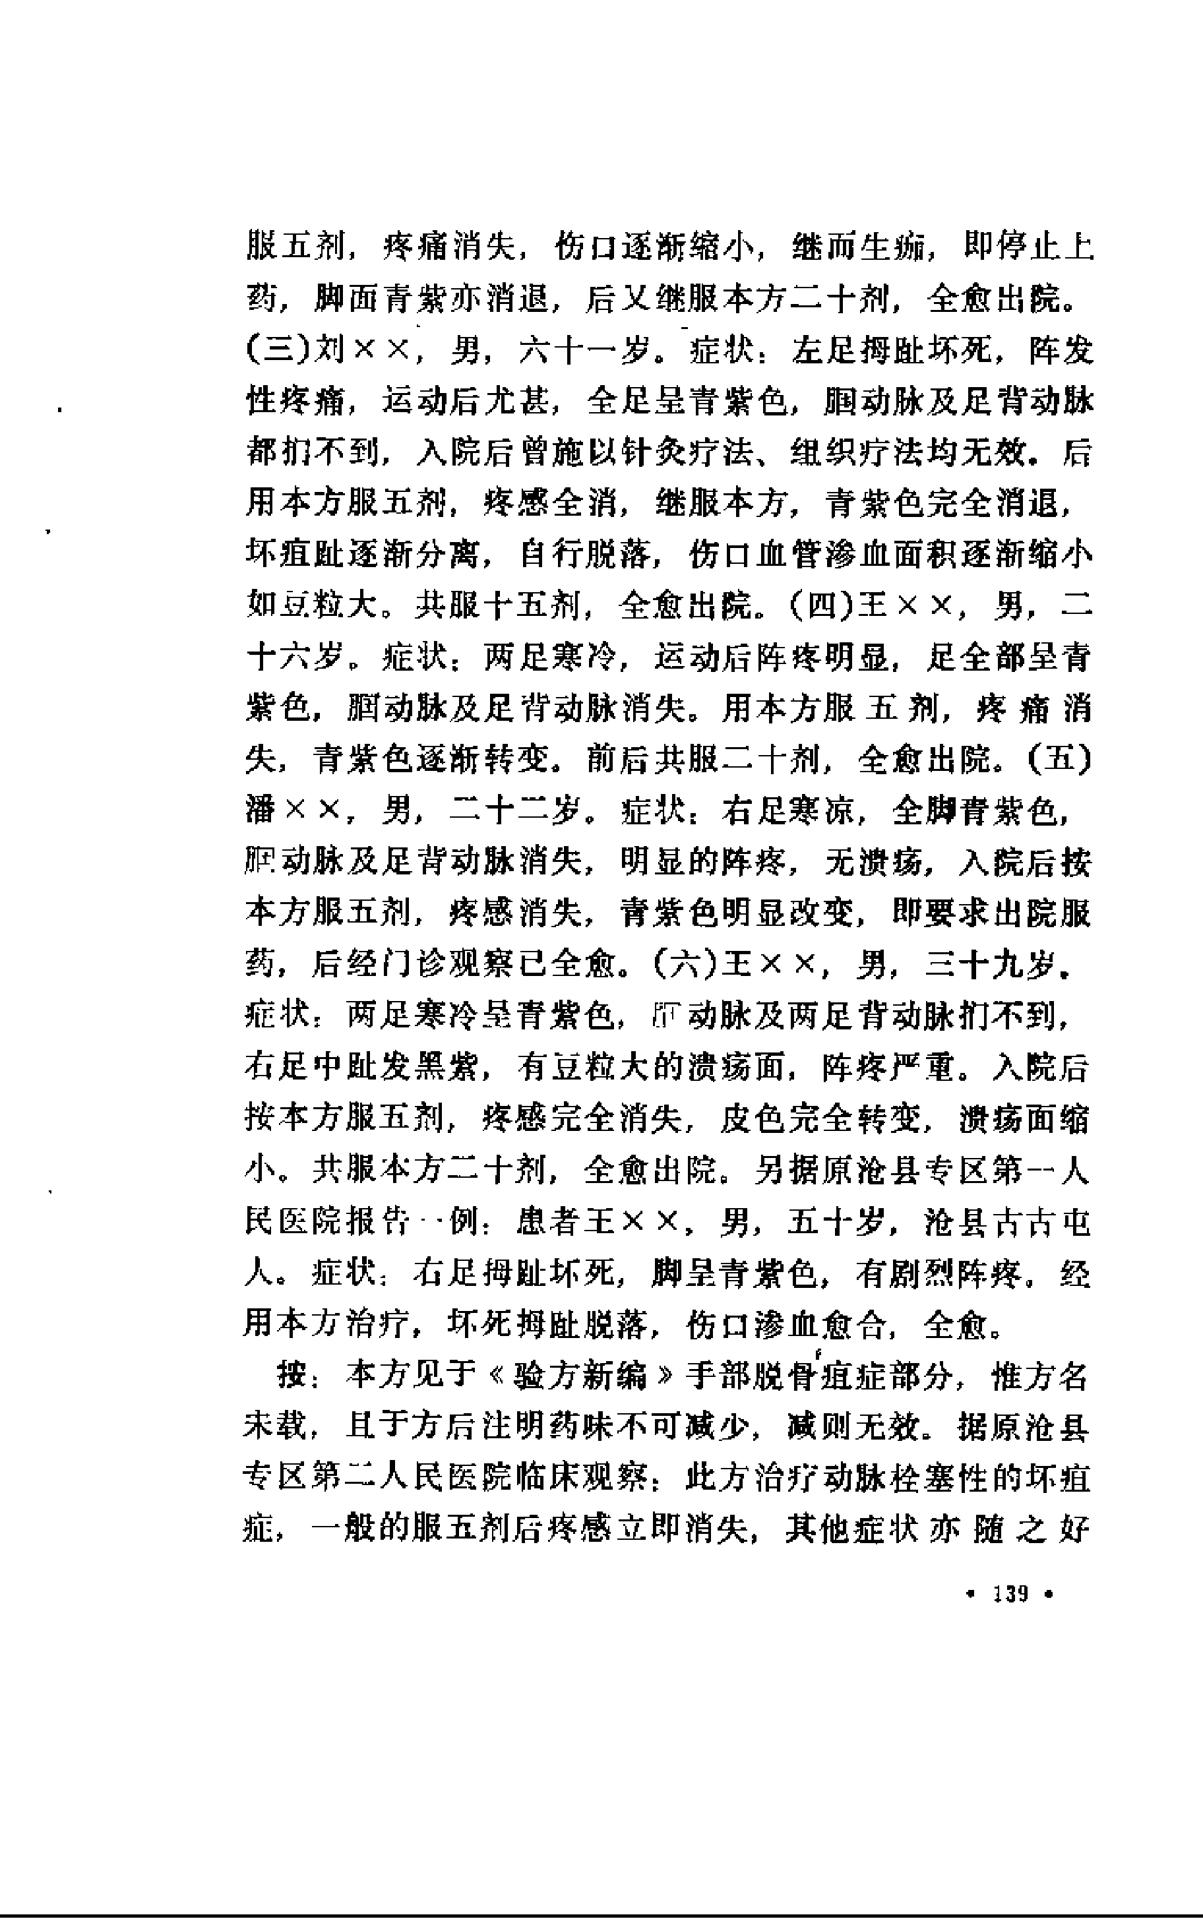 服五剂，疼痛消失，伤口逐渐缩小，继而生痂，即停止上
药，脚面青紫亦消退，后又继服本方二十剂，全愈出院。
(三)刘××，男，六十一岁。症状：左足拇趾坏死，阵发
性疼痛，运动后尤甚，全足呈青紫色，腘动脉及足背动脉
都扪不到，入院后曾施以针灸疗法、组织疗法均无效。后
用本方服五剂，疼感全消，继服本方，青紫色完全消退，
坏疽趾逐渐分离，自行脱落，伤口血管渗血面积逐渐缩小
如豆粒大。共服十五剂，全愈出院。(四)王××，男，二
十六岁。症状：两足寒冷，运动后阵疼明显，足全部呈青
紫色，腘动脉及足背动脉消失。用本方服五剂，疼痛消
失，青紫色逐渐转变。前后共服二十剂，全愈出院。(五)
潘××，男，二十二岁。症状：右足寒凉，全脚青紫色，
腘动脉及足背动脉消失，明显的阵疼，无溃疡，入院后按
本方服五剂，疼感消失，青紫色明显改变，即要求出院服
药，后经门诊观察已全愈。(六)王××，男，三十九岁。
症状：两足寒冷呈青紫色，腘动脉及两足背动脉扪不到，
右足中趾发黑紫，有豆粒大的溃疡面，阵疼严重。入院后
按本方服五剂，疼感完全消失，皮色完全转变，溃疡面缩
小。共服本方二十剂，全愈出院。另据原沧县专区第一人
民医院报告一例：患者王××，男，五十岁，沧县古古屯
人。症状：右足拇趾坏死，脚呈青紫色，有剧烈阵疼。经
用本方治疗，坏死拇趾脱落，伤口渗血愈合，全愈。
按：本方见于《验方新编》手部脱骨疽症部分，惟方名
未载，且于方后注明药味不可减少，减则无效。据原沧县
专区第二人民医院临床观察：此方治疗动脉栓塞性的坏疽
症，一般的服五剂后疼感立即消失，其他症状亦随之好
• 139 •